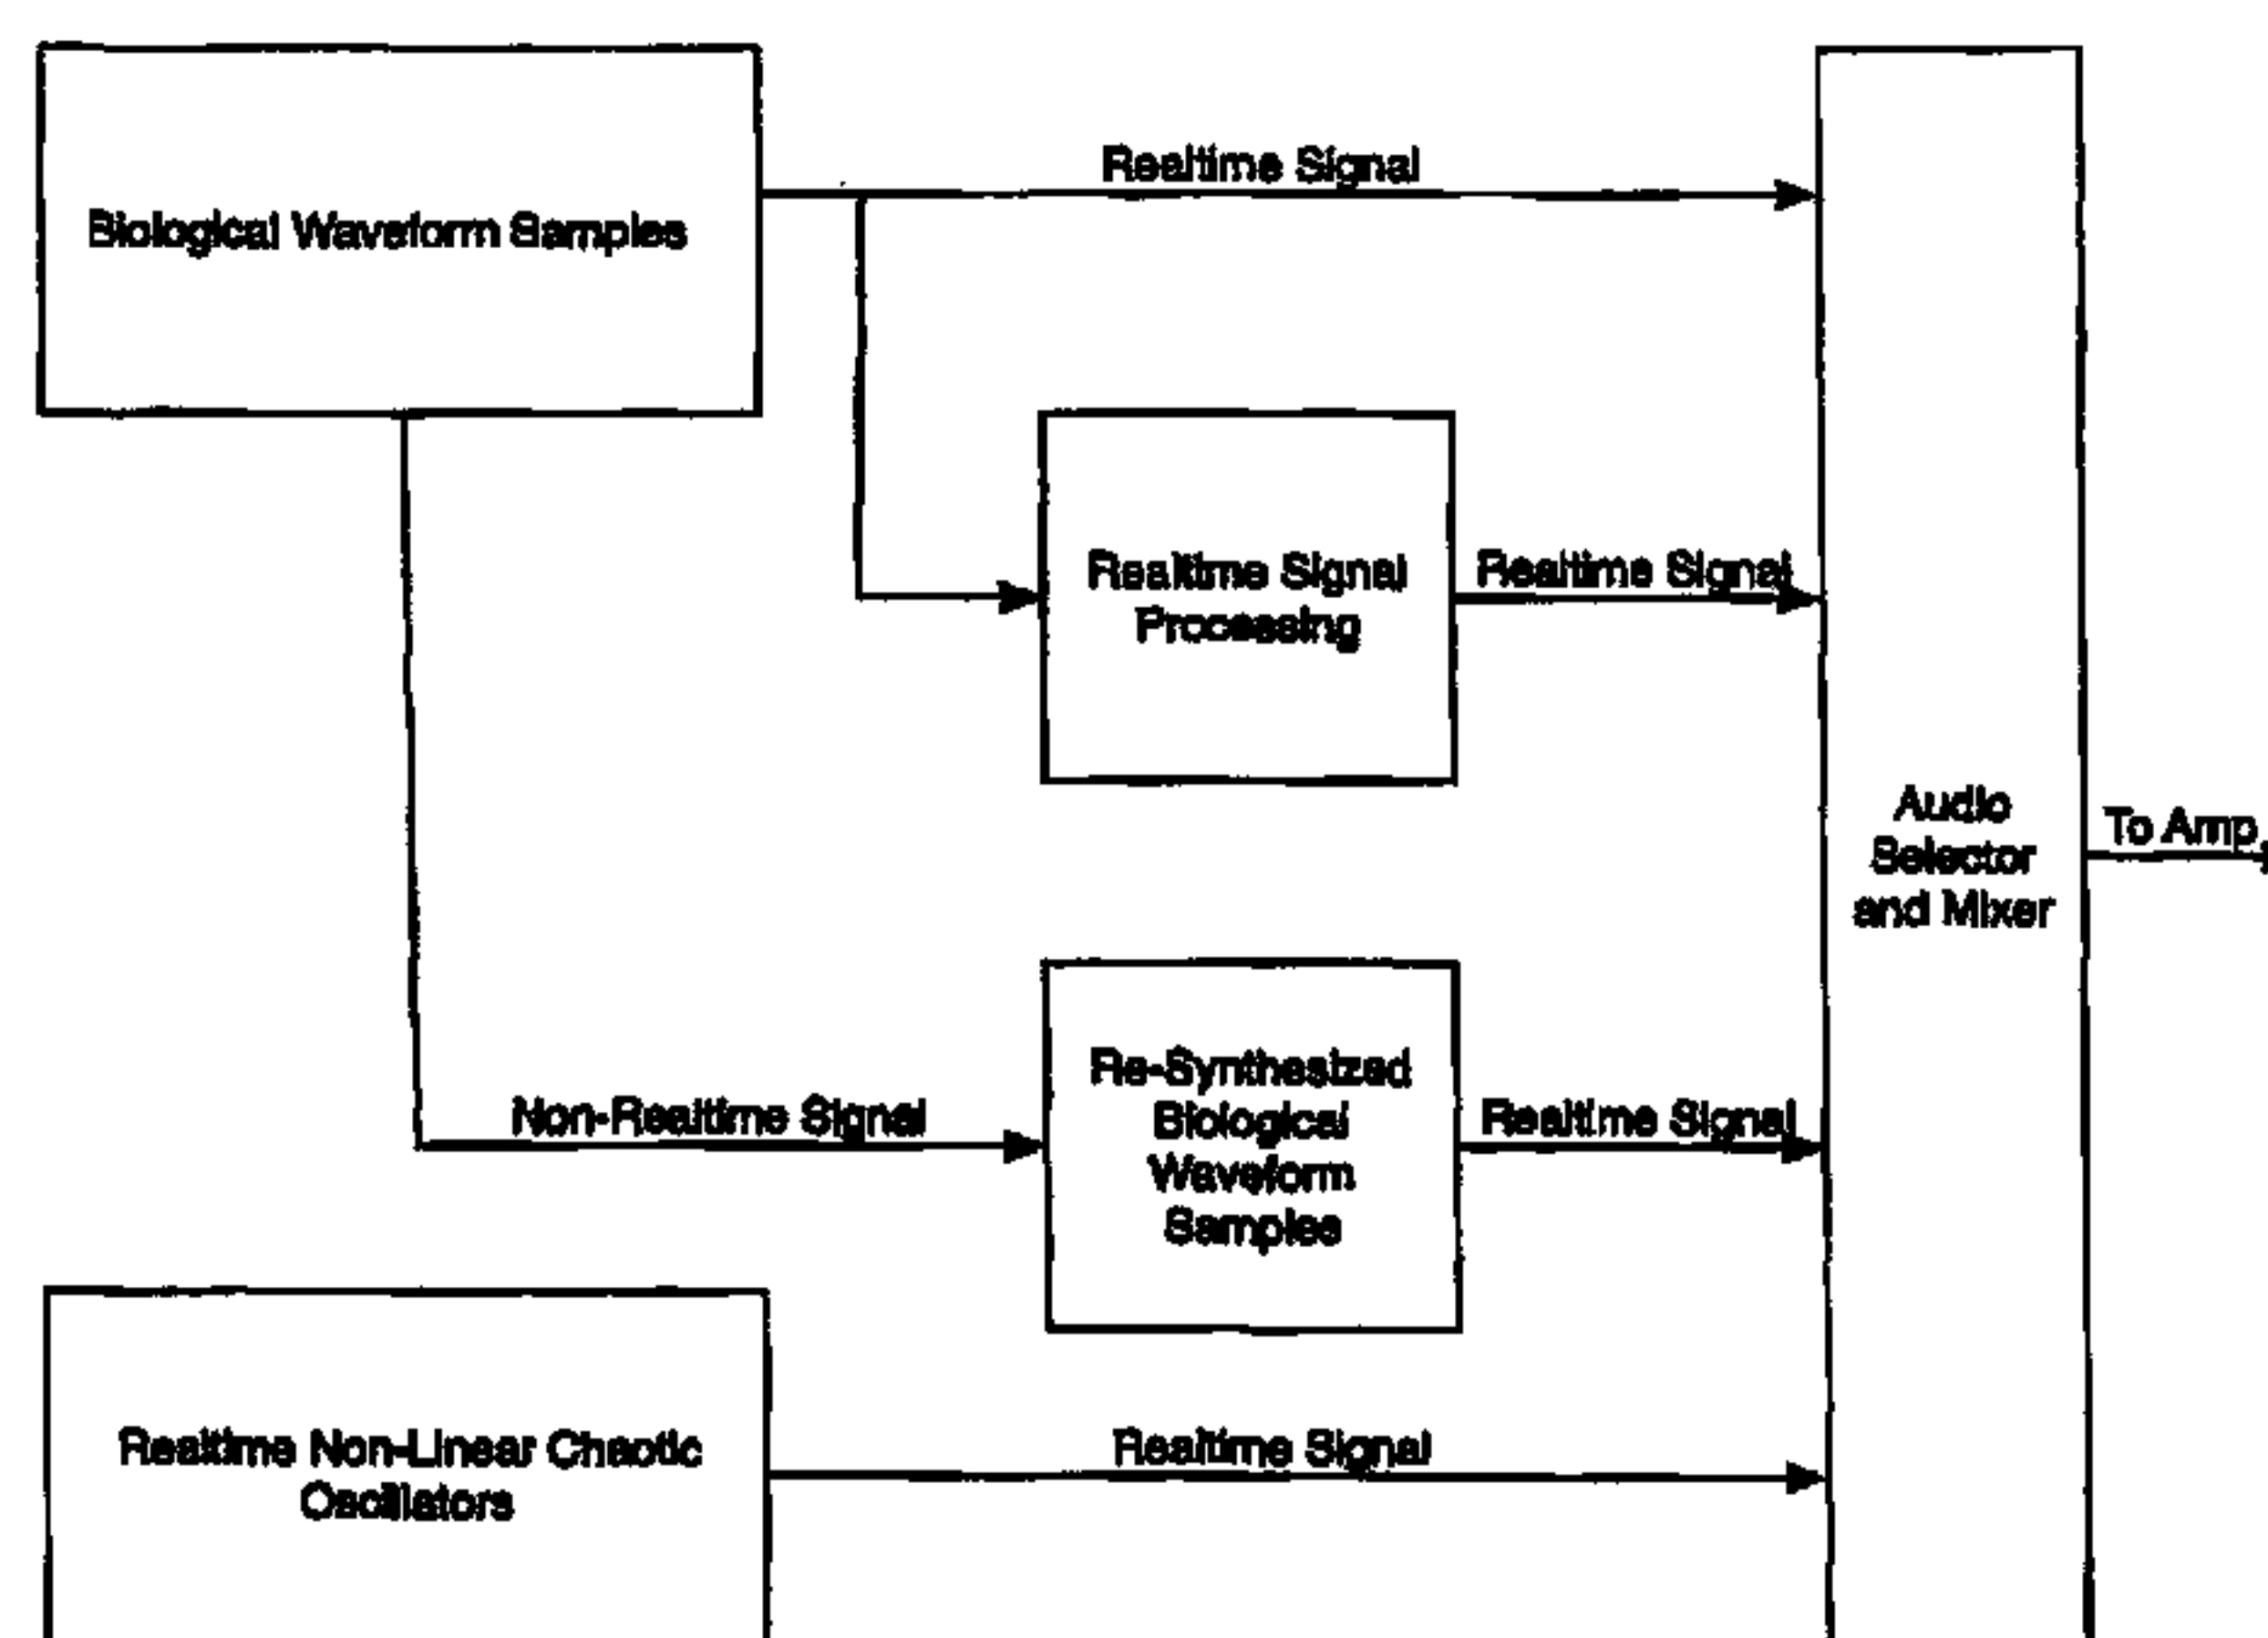 Realtime Signal
Biological Waveform Samples
Realtime Signal
Processing
Realtime Signal
Audio
Selector
and Mixer
To Amp
Re-Synthesized
Biological
Waveform
Samples
Non-Realtime Signal
Realtime Signal
Realtime Non-Linear Chaotic
Oscillators
Realtime Signal